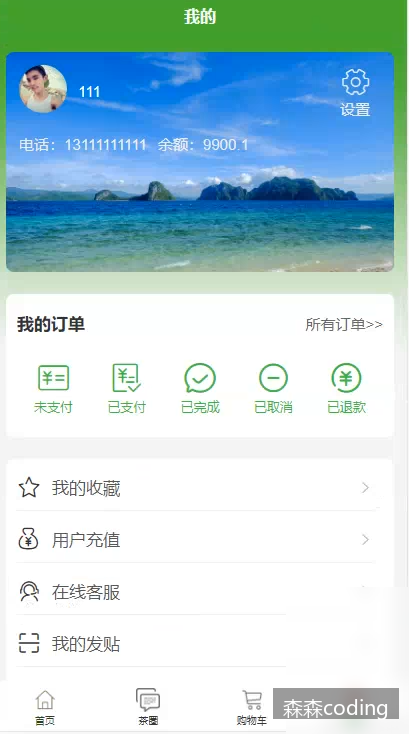 我的
111
设置
电话：13111111111 余额：9900.1
我的订单 所有订单>>
未支付 已支付 已完成 已取消 已退款
我的收藏
用户充值
在线客服
我的发贴
首页 茶圈 购物车
森森coding